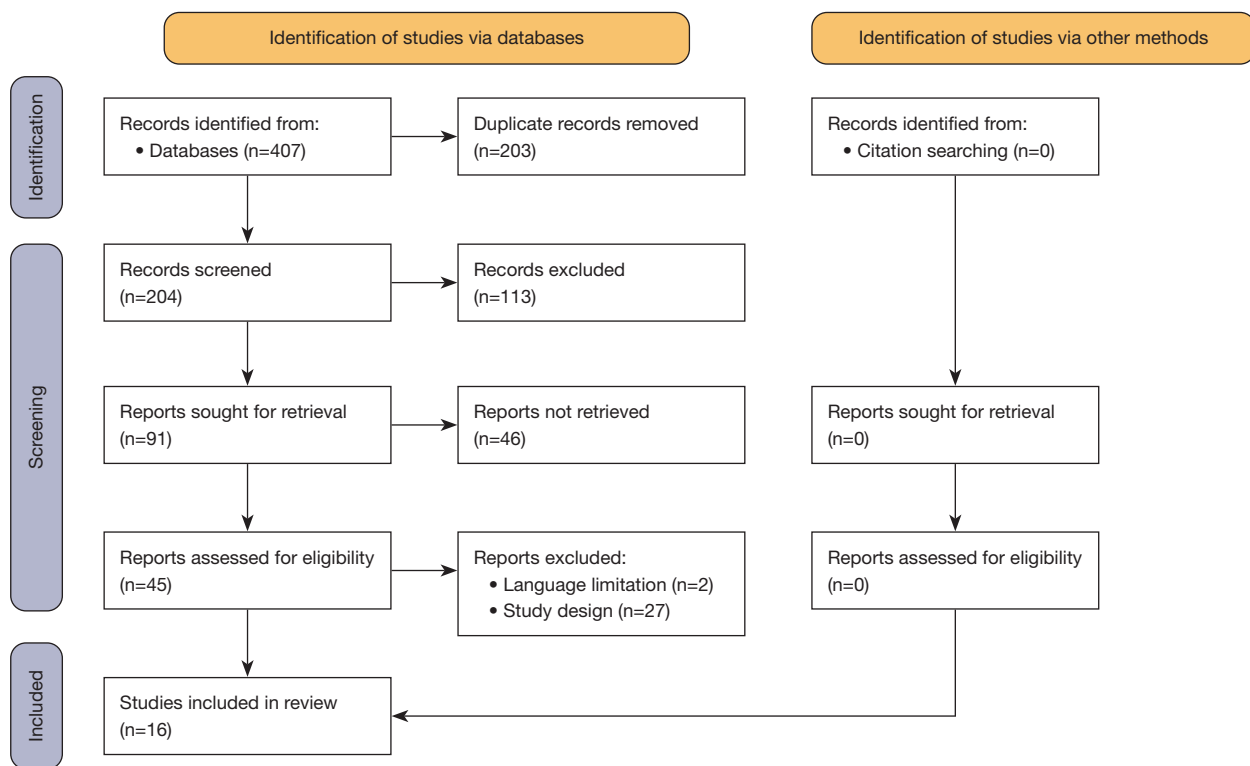 Identification of studies via databases
Identification of studies via other methods
Identification
Records identified from:
• Databases (n=407)
Duplicate records removed
(n=203)
Records identified from:
• Citation searching (n=0)
Screening
Records screened
(n=204)
Records excluded
(n=113)
Reports sought for retrieval
(n=91)
Reports not retrieved
(n=46)
Reports sought for retrieval
(n=0)
Reports assessed for eligibility
(n=45)
Reports excluded:
• Language limitation (n=2)
• Study design (n=27)
Reports assessed for eligibility
(n=0)
Included
Studies included in review
(n=16)